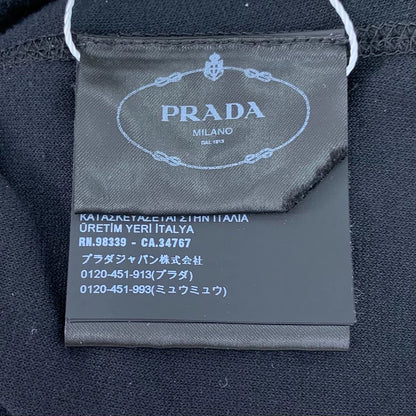 PRADA
MILANO
DAL 1913
ΚΑΤΑΣΚΕΥΑΖΕΤΑΙ ΣΤΗΝ ΙΤΑΛΙΑ
ÜRETİM YERİ İTALYA
RN.98339 - CA.34767
プラダジャパン株式会社
0120-451-913(プラダ)
0120-451-993(ミュウミュウ)